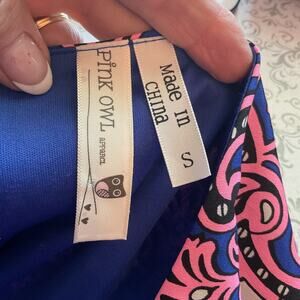 PINK OWL
APPAREL
Made in
CHINA
S